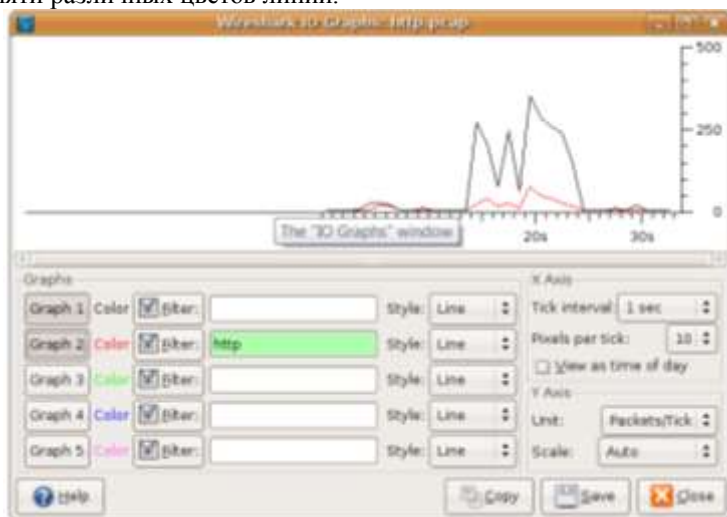 различных цветов линий.
Wireshark IO Graphs: http.pcap
500
250
0
20s
30s
The "IO Graphs" window
Graphs
Graph 1 Color Filter: Style: Line
Graph 2 Color Filter: http Style: Line
Graph 3 Color Filter: Style: Line
Graph 4 Color Filter: Style: Line
Graph 5 Color Filter: Style: Line
X Axis
Tick interval: 1 sec
Pixels per tick: 10
View as time of day
Y Axis
Unit: Packets/Tick
Scale: Auto
Help
Copy
Save
Close